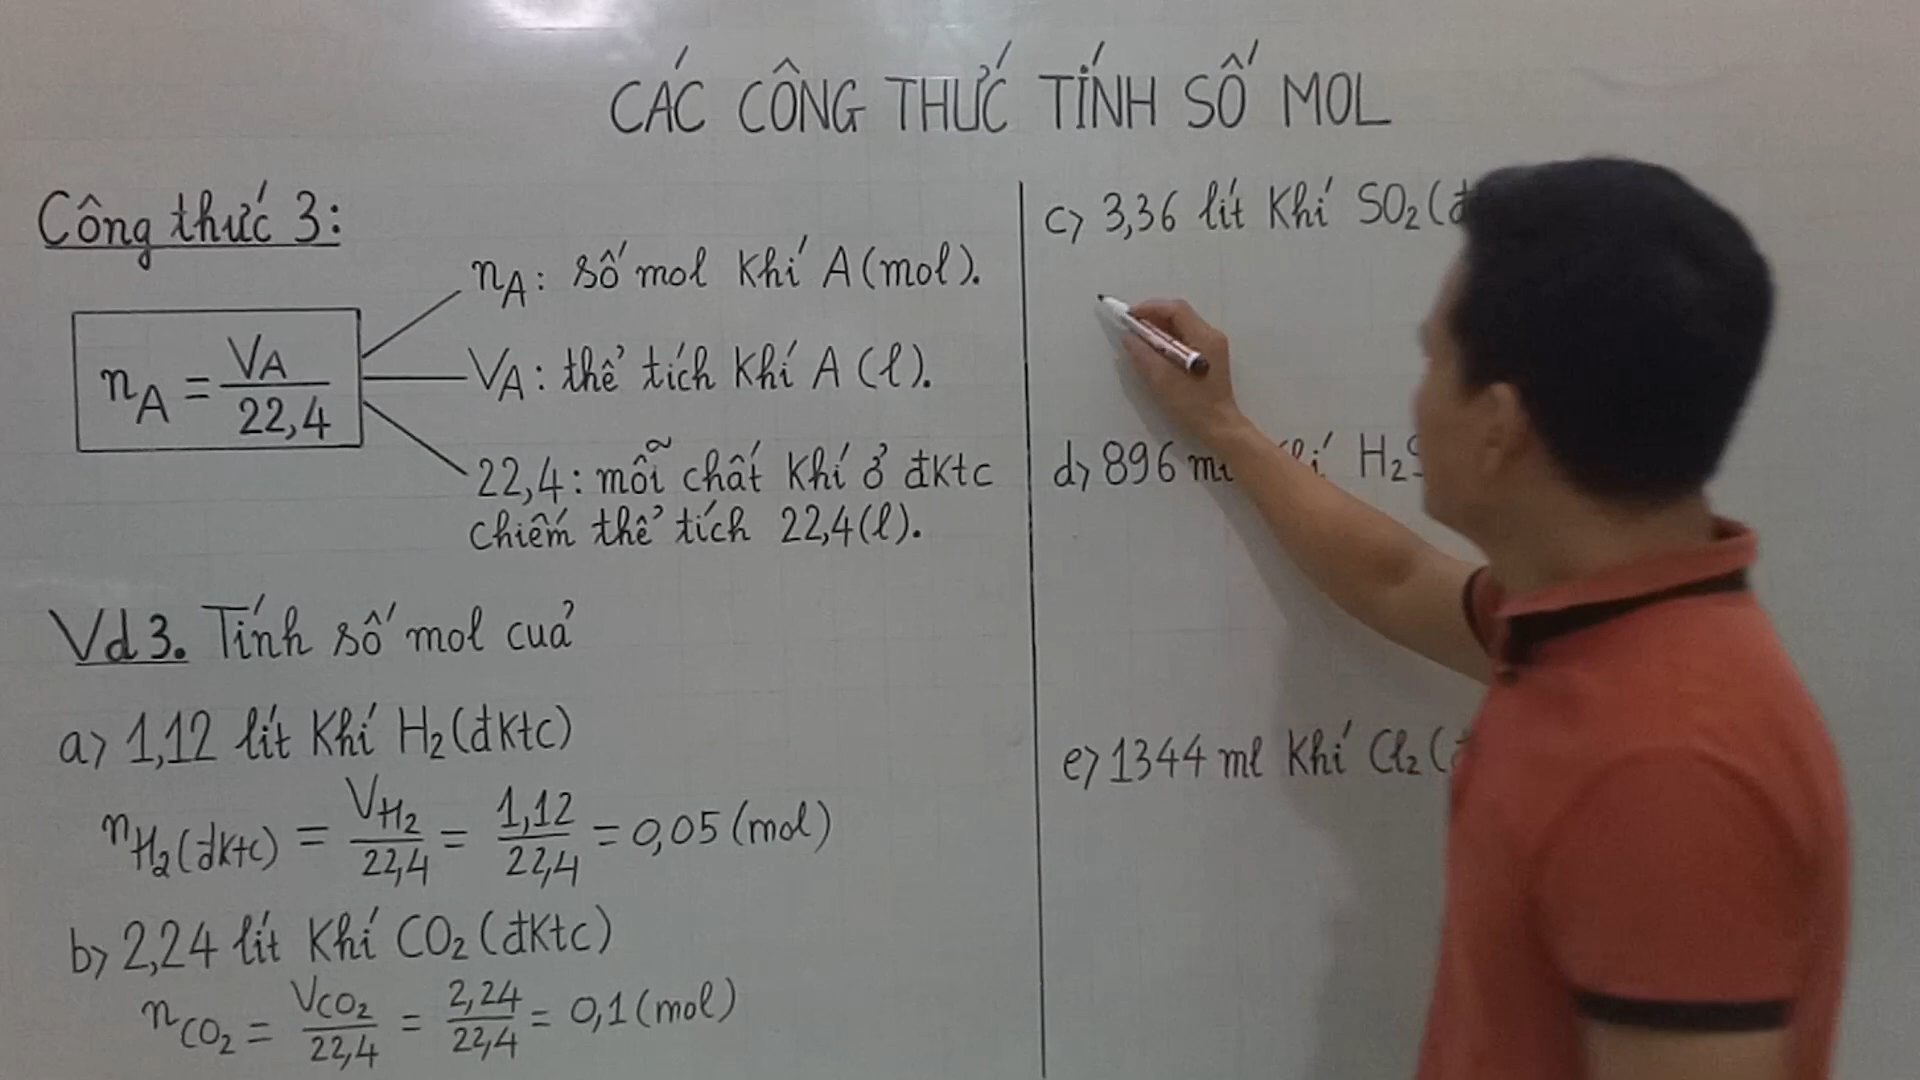 CÁC CÔNG THỨC TÍNH SỐ MOL
Công thức 3:
nA = VA / 22,4
nA: số mol khí A (mol).
VA: thể tích khí A (l).
22,4: mỗi chất khí ở đktc
chiếm thể tích 22,4(l).
Vd3. Tính số mol của
a) 1,12 lít khí H2 (đktc)
nH2(đktc) = VH2 / 22,4 = 1,12 / 22,4 = 0,05 (mol)
b) 2,24 lít khí CO2 (đktc)
nCO2 = VCO2 / 22,4 = 2,24 / 22,4 = 0,1 (mol)
c) 3,36 lít khí SO2 (đ
d) 896 ml H2
e) 1344 ml khí Cl2 (